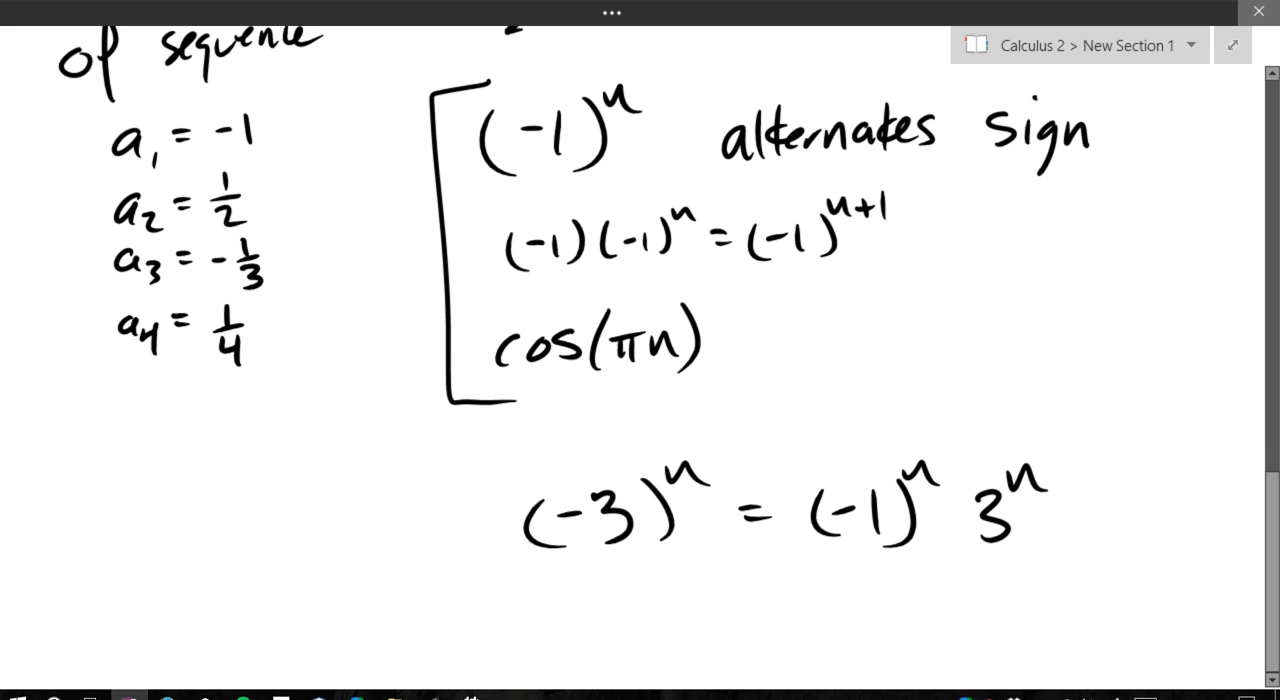 Calculus 2 > New Section 1
of sequence
a₁ = -1
a₂ = 1/2
a₃ = -1/3
a₄ = 1/4
(-1)ⁿ alternates sign
(-1)(-1)ⁿ = (-1)ⁿ⁺¹
cos(πn)
(-3)ⁿ = (-1)ⁿ 3ⁿ